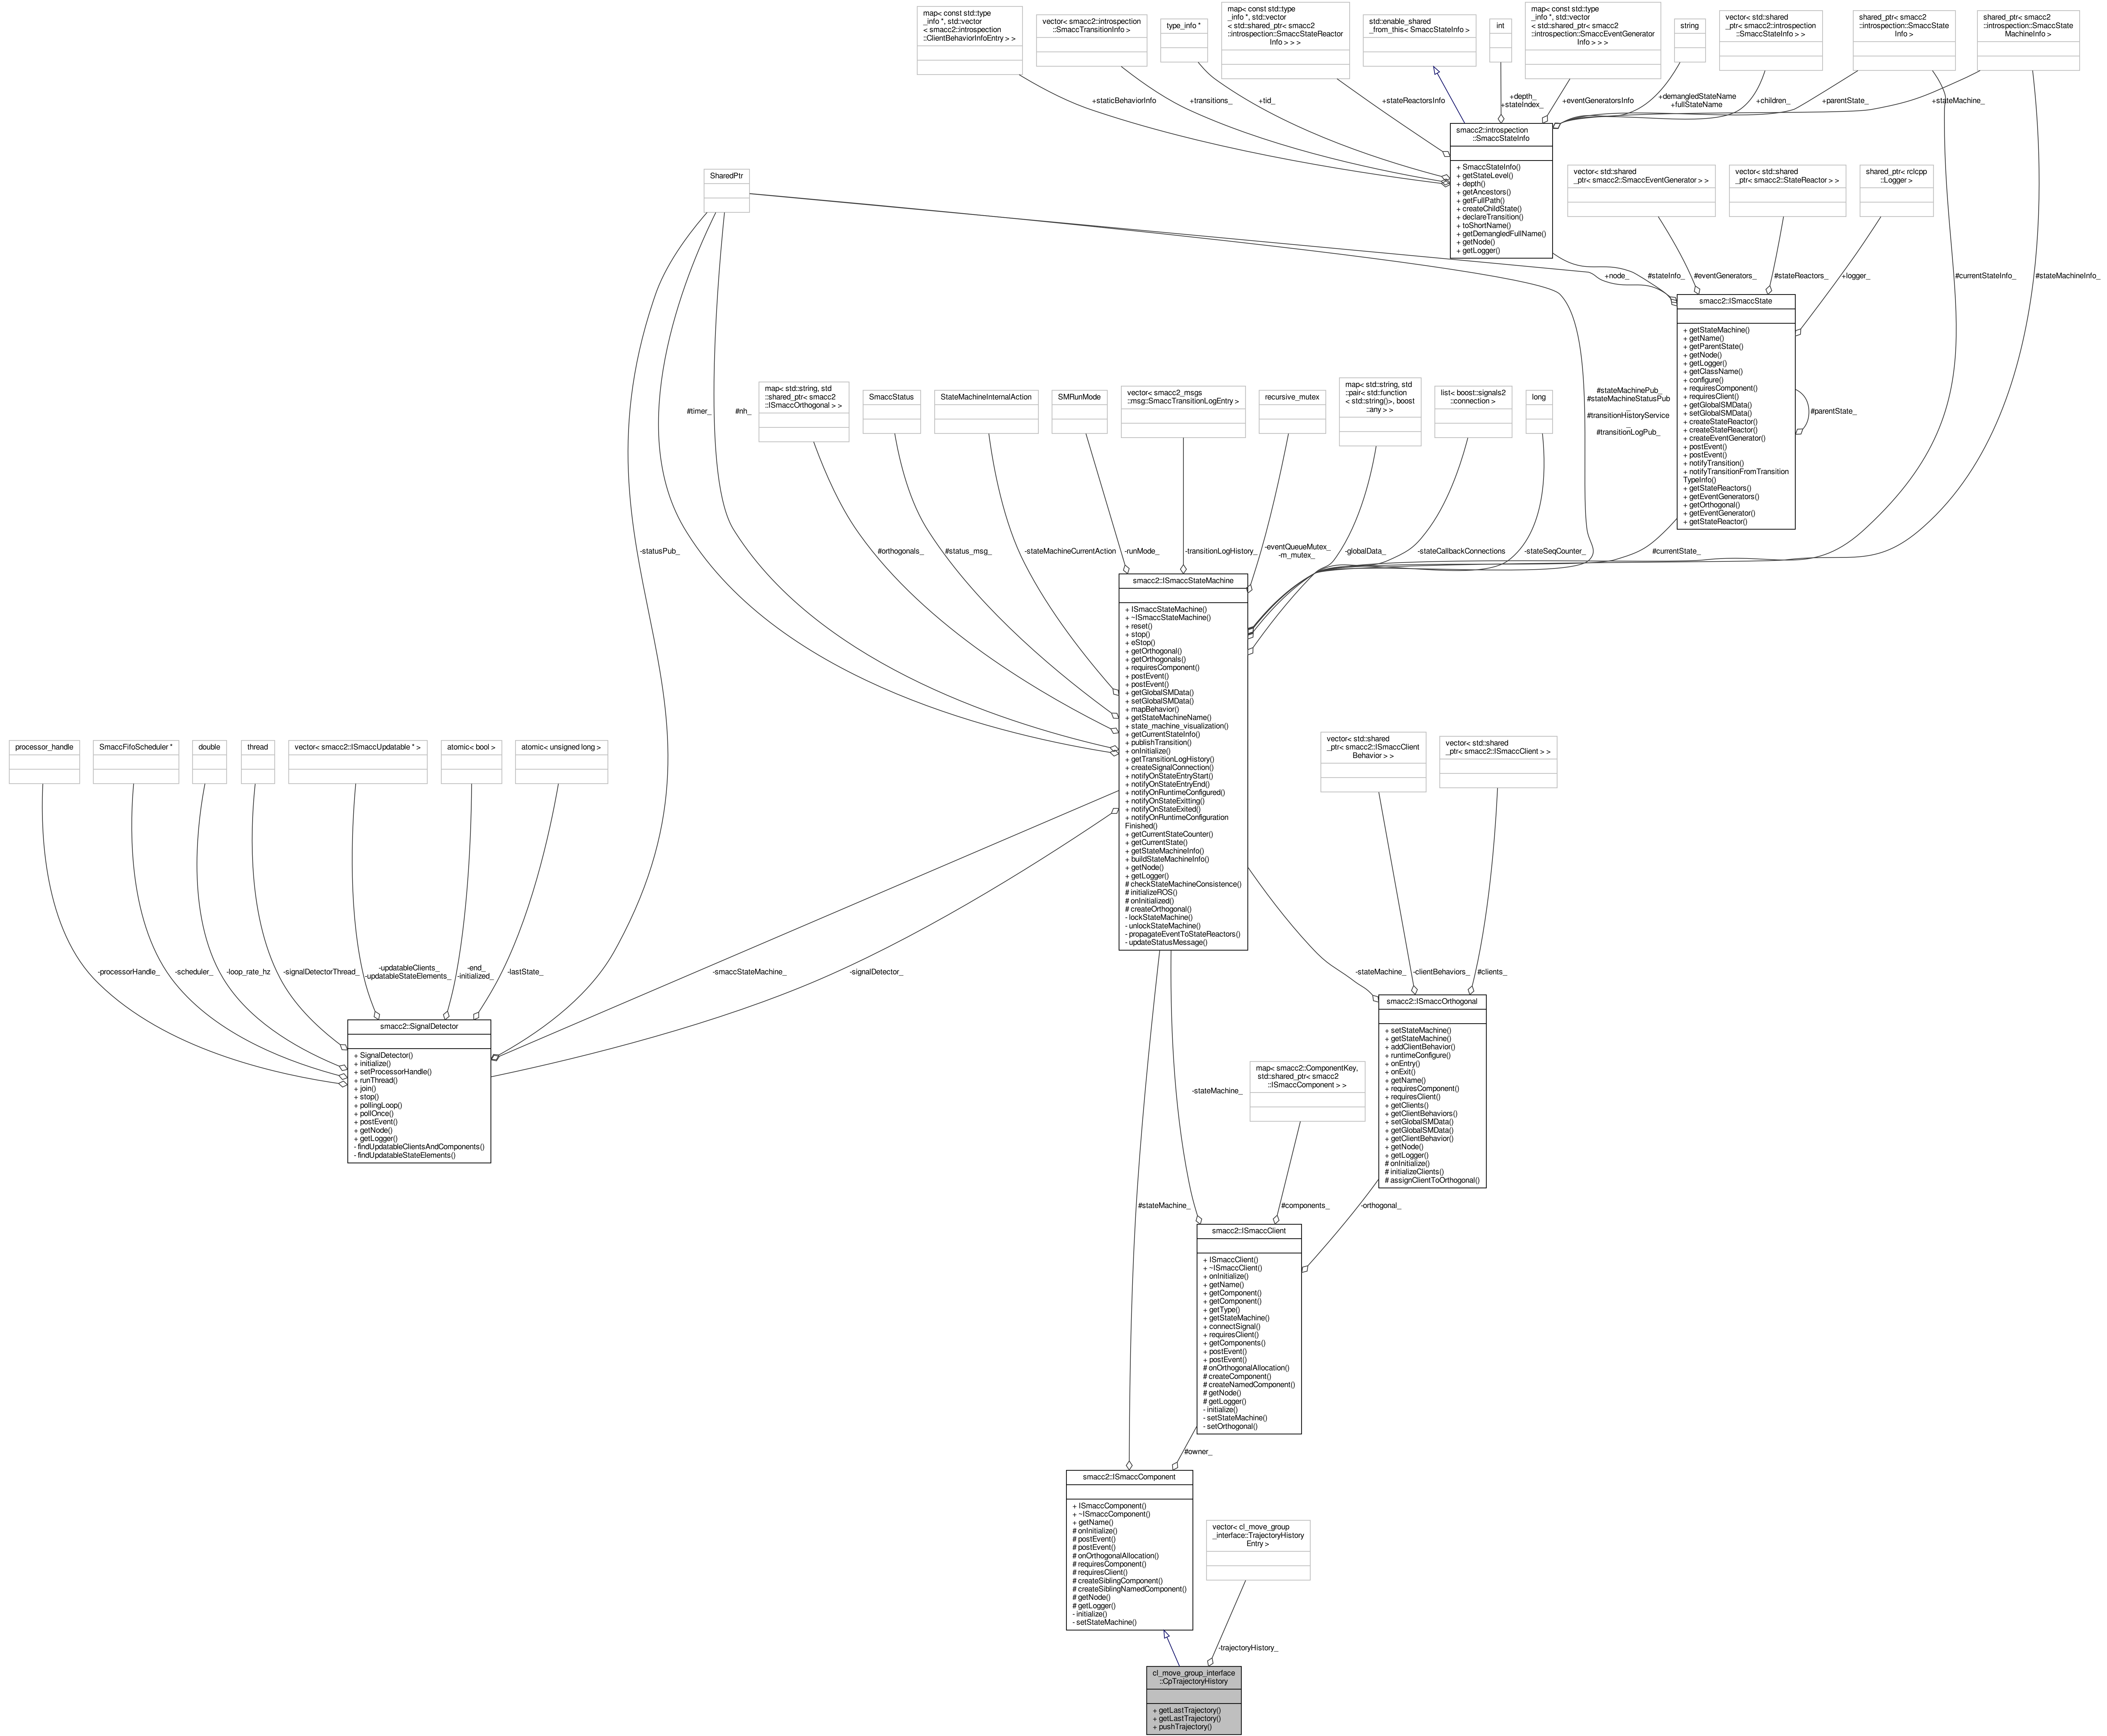 map< const std::type
_info *, std::vector
< smacc2::introspection
::ClientBehaviorInfoEntry > >
vector< smacc2::introspection
::SmaccTransitionInfo >
type_info *
map< const std::type
_info *, std::vector
< std::shared_ptr< smacc2
::introspection::SmaccStateReactor
Info > > >
std::enable_shared
_from_this< SmaccStateInfo >
int
map< const std::type
_info *, std::vector
< std::shared_ptr< smacc2
::introspection::SmaccEventGenerator
Info > > >
string
vector< std::shared
_ptr< smacc2::introspection
::SmaccStateInfo > >
shared_ptr< smacc2
::introspection::SmaccState
Info >
shared_ptr< smacc2
::introspection::SmaccState
MachineInfo >
+staticBehaviorInfo
+transitions_
+tid_
+stateReactorsInfo
+depth_
+stateIndex_
+eventGeneratorsInfo
+demangledStateName
+fullStateName
+children_
+parentState_
+stateMachine_
smacc2::introspection
::SmaccStateInfo
+ SmaccStateInfo()
+ getStateLevel()
+ depth()
+ getAncestors()
+ getFullPath()
+ createChildState()
+ declareTransition()
+ toShortName()
+ getDemangledFullName()
+ getNode()
+ getLogger()
SharedPtr
vector< std::shared
_ptr< smacc2::SmaccEventGenerator > >
vector< std::shared
_ptr< smacc2::StateReactor > >
shared_ptr< rclcpp
::Logger >
+node_
#stateInfo_
#eventGenerators_
#stateReactors_
+logger_
#currentStateInfo_
#stateMachineInfo_
smacc2::ISmaccState
+ getStateMachine()
+ getName()
+ getParentState()
+ getNode()
+ getLogger()
+ getClassName()
+ configure()
+ requiresComponent()
+ requiresClient()
+ getGlobalSMData()
+ setGlobalSMData()
+ createStateReactor()
+ createStateReactor()
+ createEventGenerator()
+ postEvent()
+ postEvent()
+ notifyTransition()
+ notifyTransitionFromTransition
TypeInfo()
+ getStateReactors()
+ getEventGenerators()
+ getOrthogonal()
+ getEventGenerator()
+ getStateReactor()
#parentState_
#timer_
#nh_
map< std::string, std
::shared_ptr< smacc2
::ISmaccOrthogonal > >
SmaccStatus
StateMachineInternalAction
SMRunMode
vector< smacc2_msgs
::msg::SmaccTransitionLogEntry >
recursive_mutex
map< std::string, std
::pair< std::function
< std::string()>, boost
::any > >
list< boost::signals2
::connection >
long
#stateMachinePub_
#stateMachineStatusPub
_
#transitionHistoryService
_
#transitionLogPub_
-statusPub_
#orthogonals_
#status_msg_
-stateMachineCurrentAction
-runMode_
-transitionLogHistory_
-eventQueueMutex_
-m_mutex_
-globalData_
-stateCallbackConnections
-stateSeqCounter_
#currentState_
smacc2::ISmaccStateMachine
+ ISmaccStateMachine()
+ ~ISmaccStateMachine()
+ reset()
+ stop()
+ eStop()
+ getOrthogonal()
+ getOrthogonals()
+ requiresComponent()
+ postEvent()
+ postEvent()
+ getGlobalSMData()
+ setGlobalSMData()
+ mapBehavior()
+ getStateMachineName()
+ state_machine_visualization()
+ getCurrentStateInfo()
+ publishTransition()
+ onInitialize()
+ getTransitionLogHistory()
+ createSignalConnection()
+ notifyOnStateEntryStart()
+ notifyOnStateEntryEnd()
+ notifyOnRuntimeConfigured()
+ notifyOnStateExitting()
+ notifyOnStateExited()
+ notifyOnRuntimeConfiguration
Finished()
+ getCurrentStateCounter()
+ getCurrentState()
+ getStateMachineInfo()
+ buildStateMachineInfo()
+ getNode()
+ getLogger()
# checkStateMachineConsistence()
# initializeROS()
# onInitialized()
# createOrthogonal()
- lockStateMachine()
- unlockStateMachine()
- propagateEventToStateReactors()
- updateStatusMessage()
processor_handle
SmaccFifoScheduler *
double
thread
vector< smacc2::ISmaccUpdatable * >
atomic< bool >
atomic< unsigned long >
vector< std::shared
_ptr< smacc2::ISmaccClient
Behavior > >
vector< std::shared
_ptr< smacc2::ISmaccClient > >
-processorHandle_
-scheduler_
-loop_rate_hz
-signalDetectorThread_
-updatableClients_
-updatableStateElements_
-end_
-initialized_
-lastState_
-smaccStateMachine_
-signalDetector_
-stateMachine_
-clientBehaviors_
#clients_
smacc2::SignalDetector
+ SignalDetector()
+ initialize()
+ setProcessorHandle()
+ runThread()
+ join()
+ stop()
+ pollingLoop()
+ pollOnce()
+ postEvent()
+ getNode()
+ getLogger()
- findUpdatableClientsAndComponents()
- findUpdatableStateElements()
smacc2::ISmaccOrthogonal
+ setStateMachine()
+ getStateMachine()
+ addClientBehavior()
+ runtimeConfigure()
+ onEntry()
+ onExit()
+ getName()
+ requiresComponent()
+ requiresClient()
+ getClients()
+ getClientBehaviors()
+ setGlobalSMData()
+ getGlobalSMData()
+ getClientBehavior()
+ getNode()
+ getLogger()
# onInitialize()
# initializeClients()
# assignClientToOrthogonal()
map< smacc2::ComponentKey,
std::shared_ptr< smacc2
::ISmaccComponent > >
-stateMachine_
#stateMachine_
#components_
-orthogonal_
smacc2::ISmaccClient
+ ISmaccClient()
+ ~ISmaccClient()
+ onInitialize()
+ getName()
+ getComponent()
+ getComponent()
+ getType()
+ getStateMachine()
+ connectSignal()
+ requiresClient()
+ getComponents()
+ postEvent()
+ postEvent()
# onOrthogonalAllocation()
# createComponent()
# createNamedComponent()
# getNode()
# getLogger()
- initialize()
- setStateMachine()
- setOrthogonal()
#owner_
smacc2::ISmaccComponent
+ ISmaccComponent()
+ ~ISmaccComponent()
+ getName()
# onInitialize()
# postEvent()
# postEvent()
# onOrthogonalAllocation()
# requiresComponent()
# requiresClient()
# createSiblingComponent()
# createSiblingNamedComponent()
# getNode()
# getLogger()
- initialize()
- setStateMachine()
vector< cl_move_group
_interface::TrajectoryHistory
Entry >
-trajectoryHistory_
cl_move_group_interface
::CpTrajectoryHistory
+ getLastTrajectory()
+ getLastTrajectory()
+ pushTrajectory()